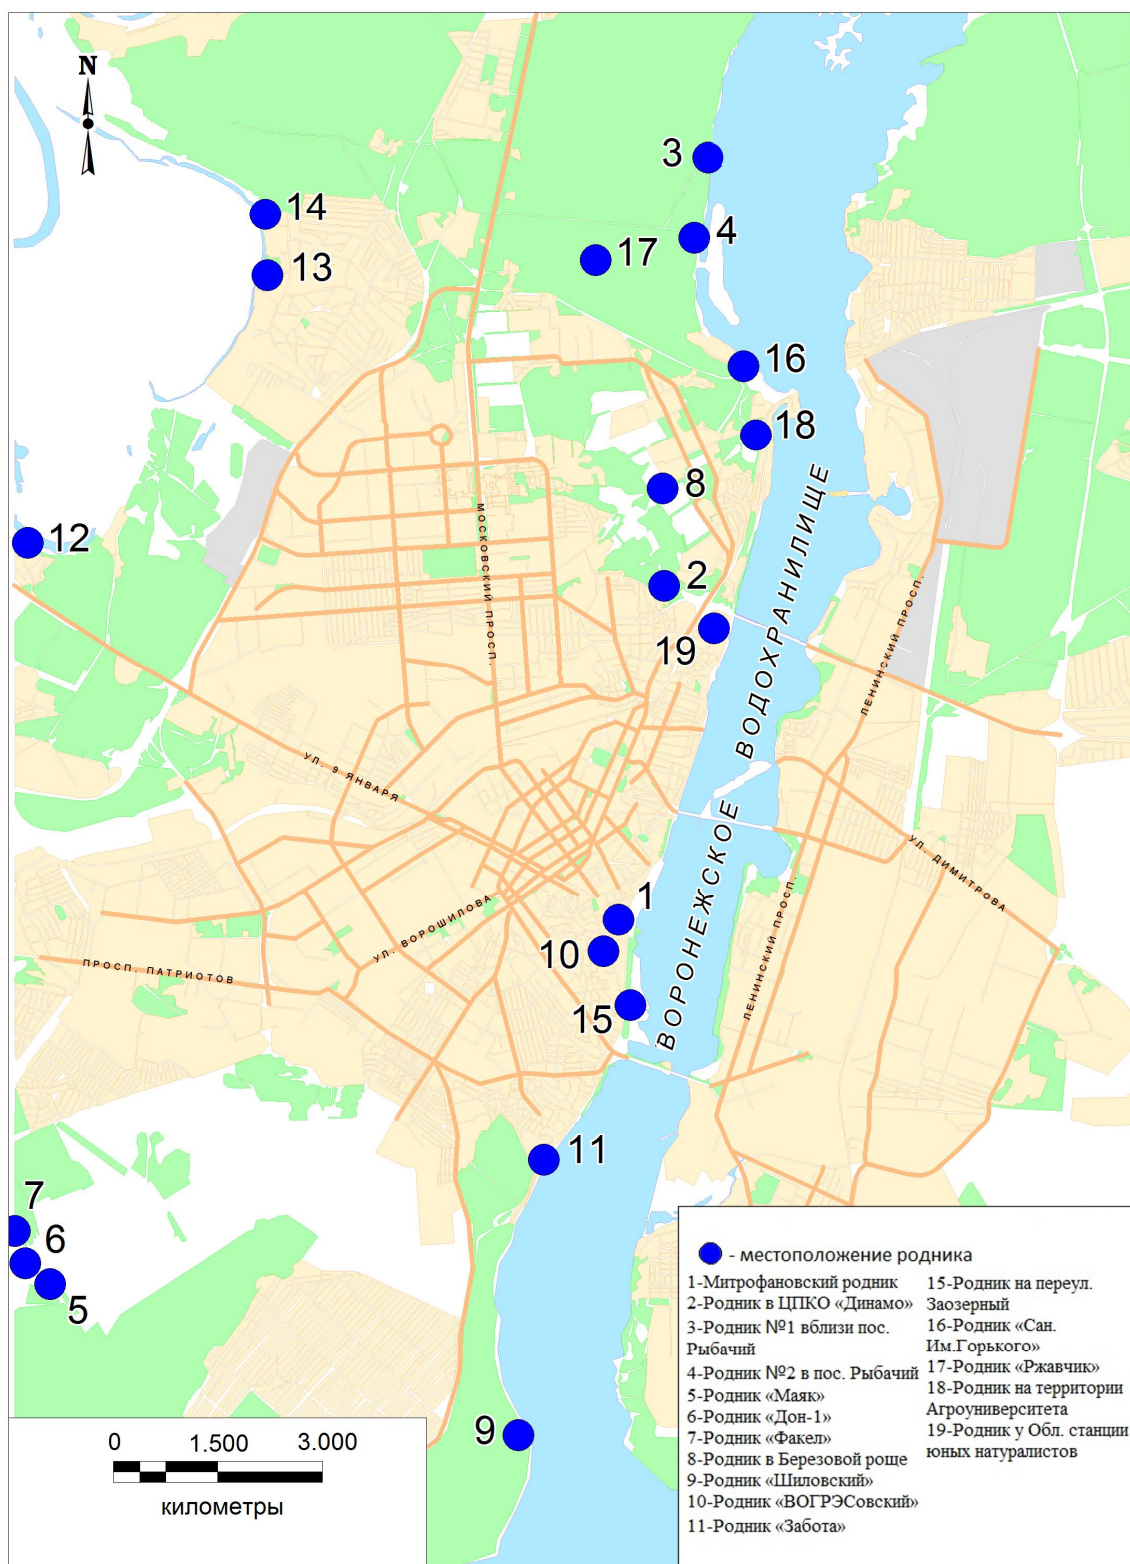 N
3
14
4
17
13
16
18
8
12
2
19
МОСКОВСКИЙ ПРОСП.
ВОРОНЕЖСКОЕ ВОДОХРАНИЛИЩЕ
ЛЕНИНСКИЙ ПРОСП.
УЛ. 9 ЯНВАРЯ
УЛ. ДИМИТРОВА
УЛ. ВОРОШИЛОВА
ЛЕНИНСКИЙ ПРОСП.
ПРОСП. ПАТРИОТОВ
1
10
15
11
7
6
5
9
0 1.500 3.000
километры
- местоположение родника
1-Митрофановский родник
2-Родник в ЦПКО «Динамо»
3-Родник №1 вблизи пос.
Рыбачий
4-Родник №2 в пос. Рыбачий
5-Родник «Маяк»
6-Родник «Дон-1»
7-Родник «Факел»
8-Родник в Березовой роще
9-Родник «Шиловский»
10-Родник «ВОГРЭСовский»
11-Родник «Забота»
15-Родник на переул.
Заозерный
16-Родник «Сан.
Им.Горького»
17-Родник «Ржавчик»
18-Родник на территории
Агроуниверситета
19-Родник у Обл. станции
юных натуралистов